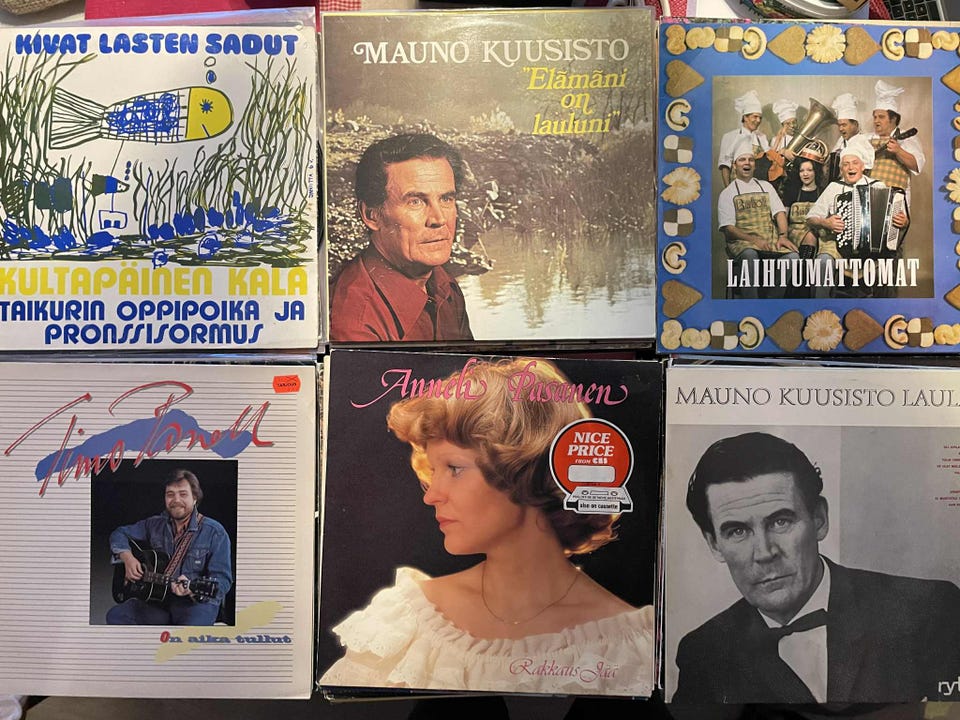 KIVAT LASTEN SADUT
KULTAPÄINEN KALA
TAIKURIN OPPIPOIKA JA
PRONSSISORMUS
MAUNO KUUSISTO
"Elämäni
on
lauluni"
LAIHTUMATTOMAT
Timo Panell
On aika tullut
Anneli Pasanen
NICE
PRICE
FROM CBS
also on cassette
Rakkaus Jää
MAUNO KUUSISTO LAUL